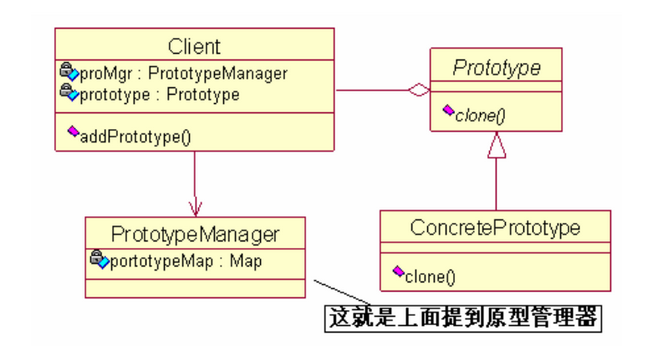 Client
proMgr : PrototypeManager
prototype : Prototype
addPrototype()
Prototype
clone()
PrototypeManager
portotypeMap : Map
ConcretePrototype
clone()
这就是上面提到原型管理器